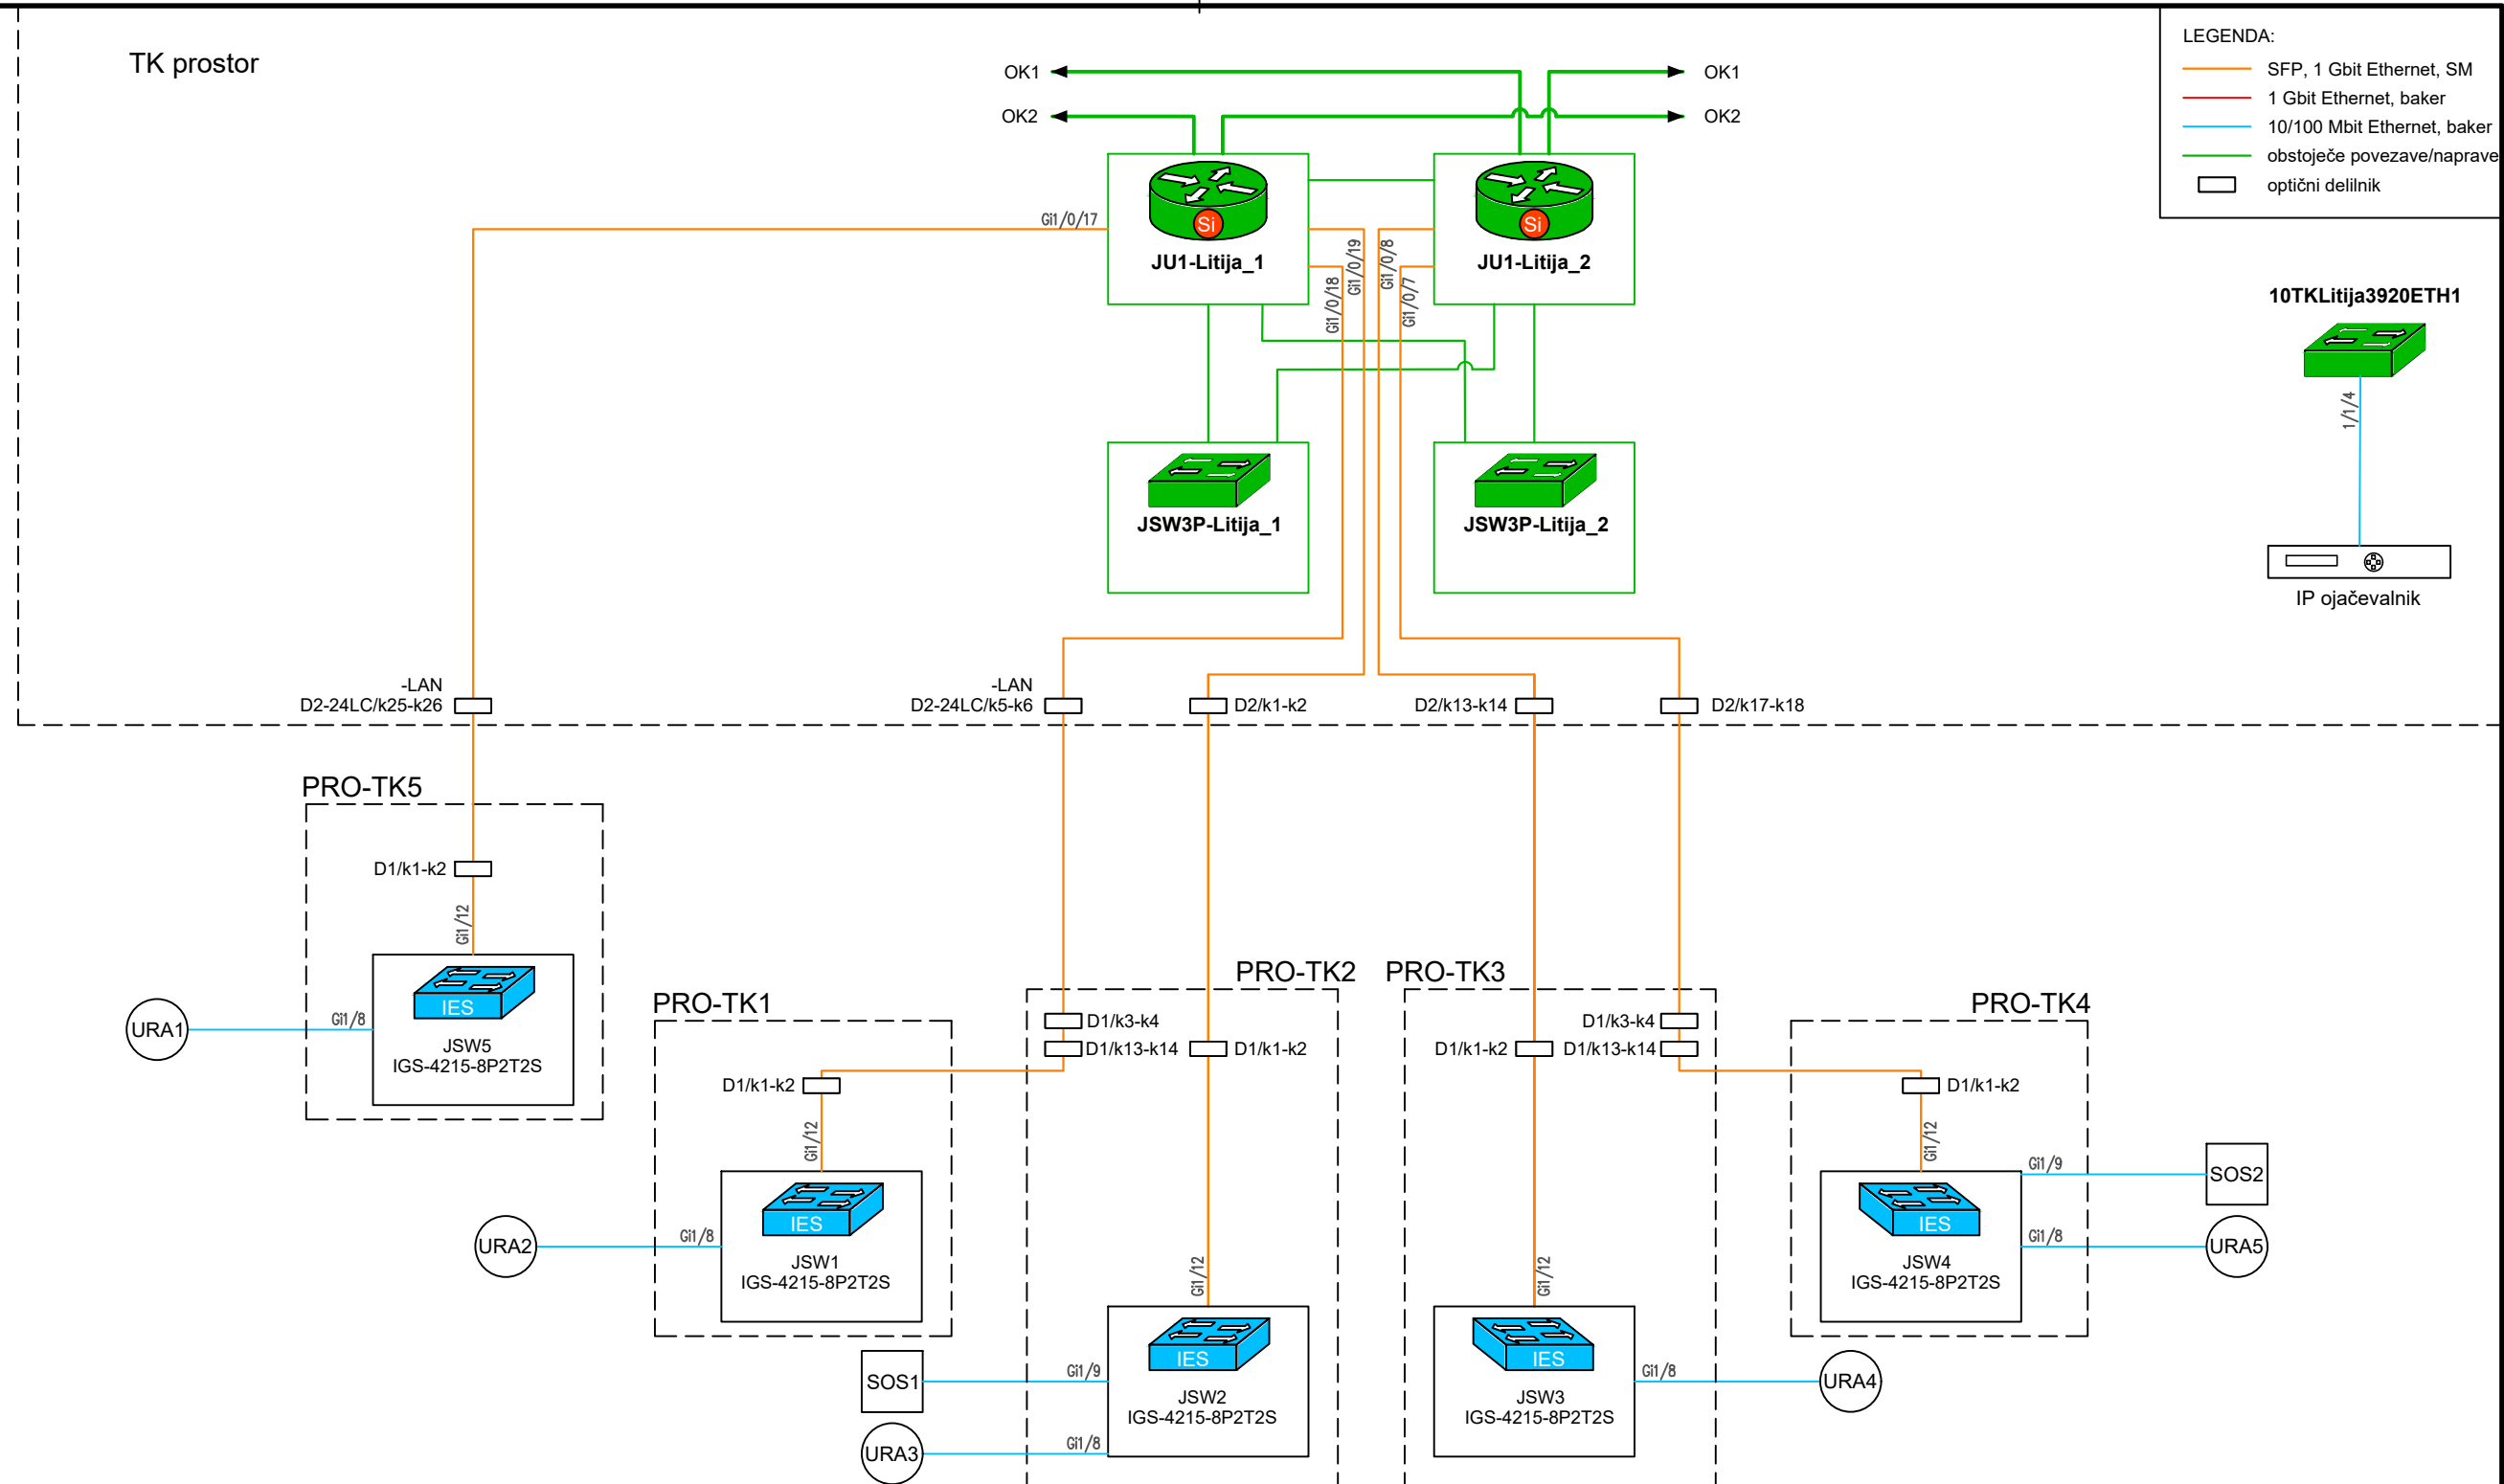 TK prostor
OK1
OK1
OK2
OK2
LEGENDA:
SFP, 1 Gbit Ethernet, SM
1 Gbit Ethernet, baker
10/100 Mbit Ethernet, baker
obstoječe povezave/naprave
optični delilnik
Gi1/0/17
Si
JU1-Litija_1
Gi1/0/18
Gi1/0/19
Gi1/0/8
Gi1/0/7
Si
JU1-Litija_2
10TKLitija3920ETH1
1/1/4
IP ojačevalnik
JSW3P-Litija_1
JSW3P-Litija_2
-LAN
D2-24LC/k25-k26
-LAN
D2-24LC/k5-k6
D2/k1-k2
D2/k13-k14
D2/k17-k18
PRO-TK5
D1/k1-k2
Gi1/12
IES
JSW5
IGS-4215-8P2T2S
Gi1/8
URA1
PRO-TK1
D1/k1-k2
Gi1/12
IES
JSW1
IGS-4215-8P2T2S
Gi1/8
URA2
PRO-TK2
D1/k3-k4
D1/k13-k14
D1/k1-k2
Gi1/12
IES
JSW2
IGS-4215-8P2T2S
Gi1/9
SOS1
Gi1/8
URA3
PRO-TK3
D1/k3-k4
D1/k1-k2
D1/k13-k14
Gi1/12
IES
JSW3
IGS-4215-8P2T2S
Gi1/8
URA4
PRO-TK4
D1/k1-k2
Gi1/12
IES
JSW4
IGS-4215-8P2T2S
Gi1/9
SOS2
Gi1/8
URA5